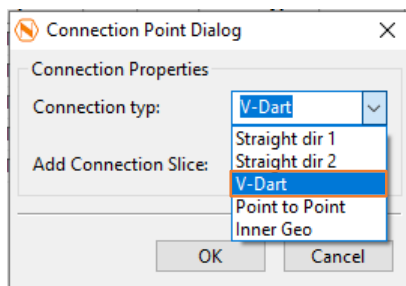 Connection Point Dialog
Connection Properties
Connection typ: V-Dart
Straight dir 1
Add Connection Slice: Straight dir 2
V-Dart
Point to Point
Inner Geo
OK Cancel